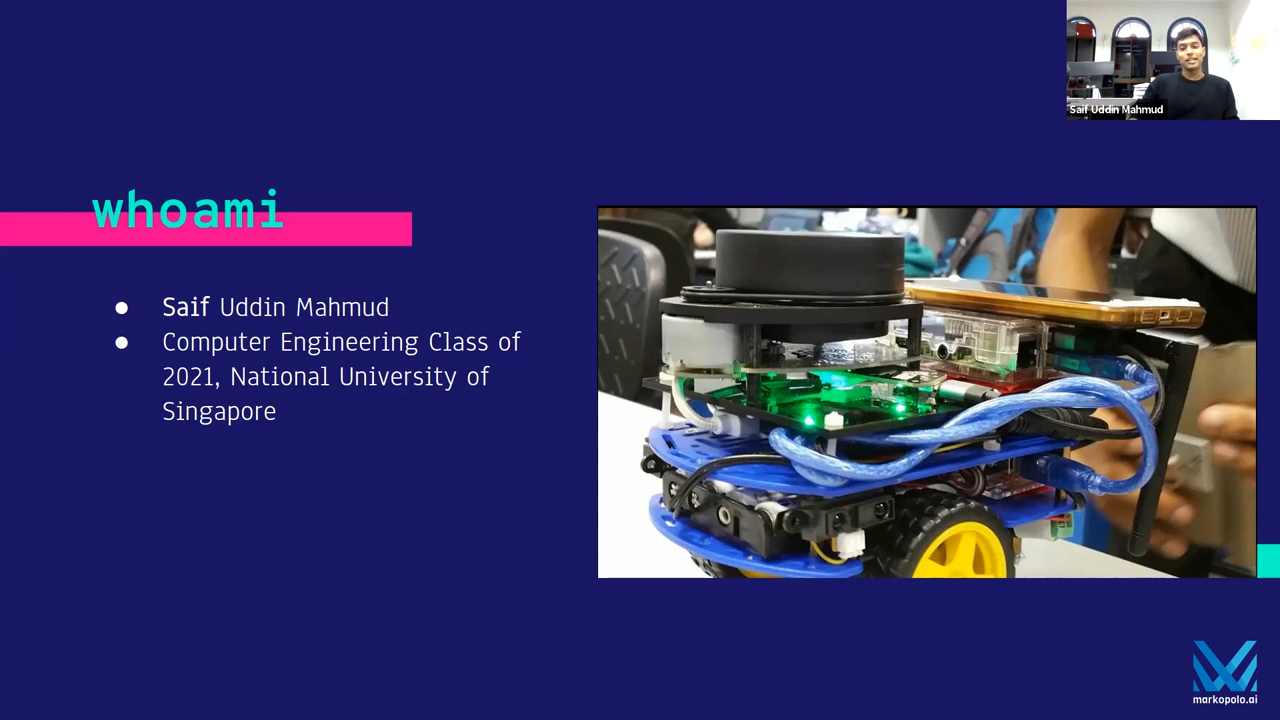 Saif Uddin Mahmud
whoami
● Saif Uddin Mahmud
● Computer Engineering Class of
2021, National University of
Singapore
markopolo.ai